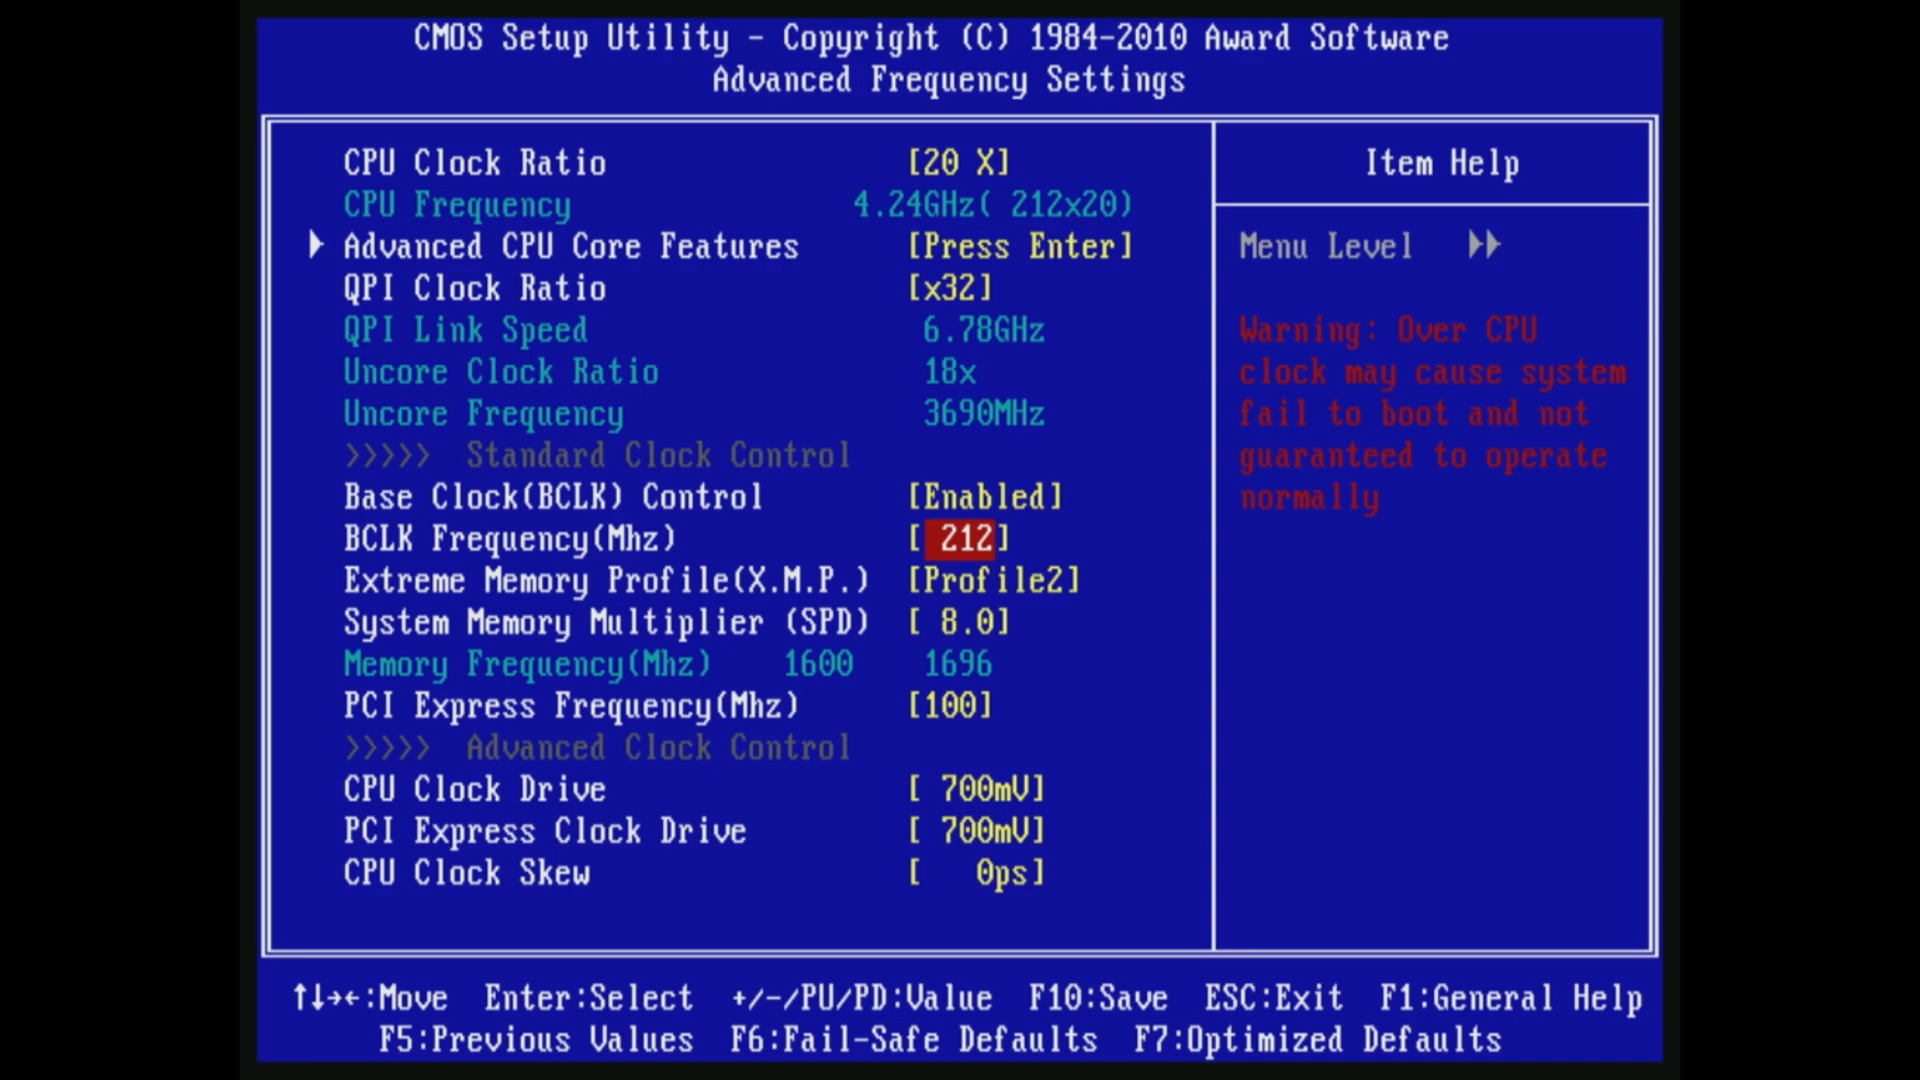 CMOS Setup Utility - Copyright (C) 1984-2010 Award Software
Advanced Frequency Settings
CPU Clock Ratio [20 X]
CPU Frequency 4.24GHz( 212x20)
Advanced CPU Core Features [Press Enter]
QPI Clock Ratio [x32]
QPI Link Speed 6.78GHz
Uncore Clock Ratio 18x
Uncore Frequency 3690MHz
>>>>> Standard Clock Control
Base Clock(BCLK) Control [Enabled]
BCLK Frequency(Mhz) [ 212]
Extreme Memory Profile(X.M.P.) [Profile2]
System Memory Multiplier (SPD) [ 8.0]
Memory Frequency(Mhz) 1600 1696
PCI Express Frequency(Mhz) [100]
>>>>> Advanced Clock Control
CPU Clock Drive [ 700mV]
PCI Express Clock Drive [ 700mV]
CPU Clock Skew [ 0ps]
Item Help
Menu Level
Warning: Over CPU
clock may cause system
fail to boot and not
guaranteed to operate
normally
↑↓→←:Move Enter:Select +/-/PU/PD:Value F10:Save ESC:Exit F1:General Help
F5:Previous Values F6:Fail-Safe Defaults F7:Optimized Defaults